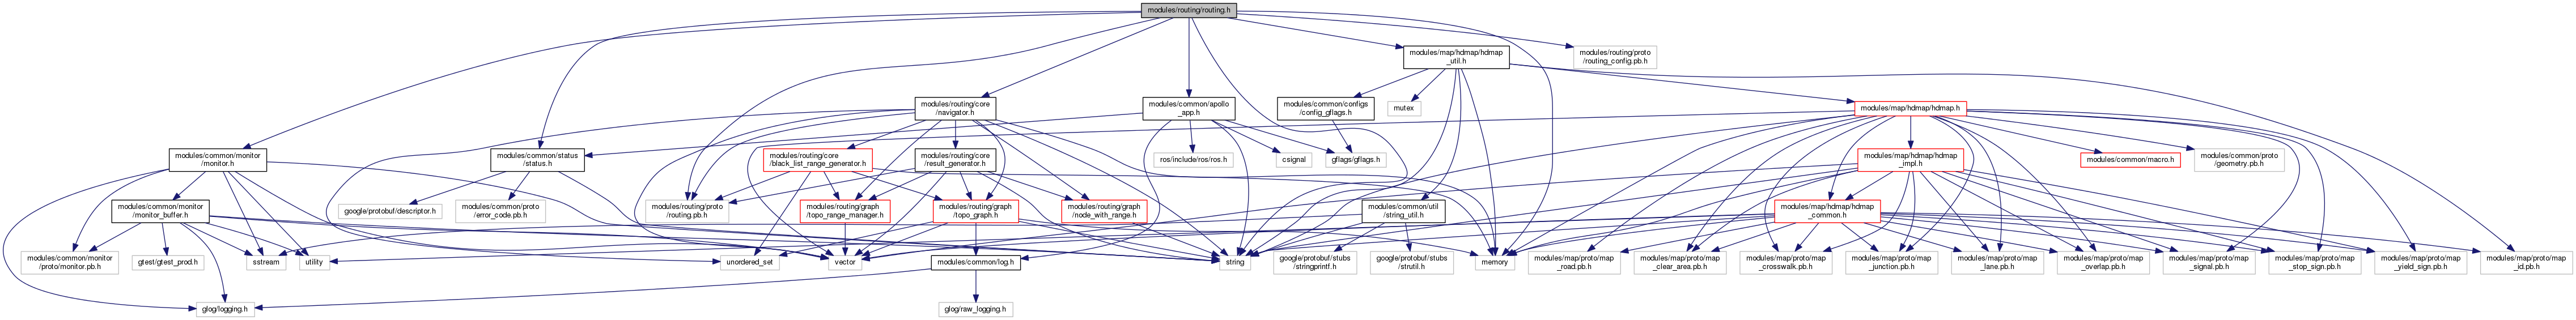 modules/routing/routing.h
modules/map/hdmap/hdmap
_util.h
modules/routing/proto
/routing_config.pb.h
modules/routing/core
/navigator.h
modules/common/apollo
_app.h
modules/common/configs
/config_gflags.h
mutex
modules/map/hdmap/hdmap.h
modules/common/monitor
/monitor.h
modules/common/status
/status.h
modules/routing/core
/black_list_range_generator.h
modules/routing/core
/result_generator.h
ros/include/ros/ros.h
csignal
gflags/gflags.h
modules/map/hdmap/hdmap
_impl.h
modules/common/macro.h
modules/common/proto
/geometry.pb.h
modules/common/monitor
/monitor_buffer.h
google/protobuf/descriptor.h
modules/common/proto
/error_code.pb.h
modules/routing/proto
/routing.pb.h
modules/routing/graph
/topo_range_manager.h
modules/routing/graph
/topo_graph.h
modules/routing/graph
/node_with_range.h
modules/common/util
/string_util.h
modules/map/hdmap/hdmap
_common.h
modules/common/monitor
/proto/monitor.pb.h
gtest/gtest_prod.h
sstream
utility
unordered_set
vector
modules/common/log.h
string
google/protobuf/stubs
/stringprintf.h
google/protobuf/stubs
/strutil.h
memory
modules/map/proto/map
_road.pb.h
modules/map/proto/map
_clear_area.pb.h
modules/map/proto/map
_crosswalk.pb.h
modules/map/proto/map
_junction.pb.h
modules/map/proto/map
_lane.pb.h
modules/map/proto/map
_overlap.pb.h
modules/map/proto/map
_signal.pb.h
modules/map/proto/map
_stop_sign.pb.h
modules/map/proto/map
_yield_sign.pb.h
modules/map/proto/map
_id.pb.h
glog/logging.h
glog/raw_logging.h